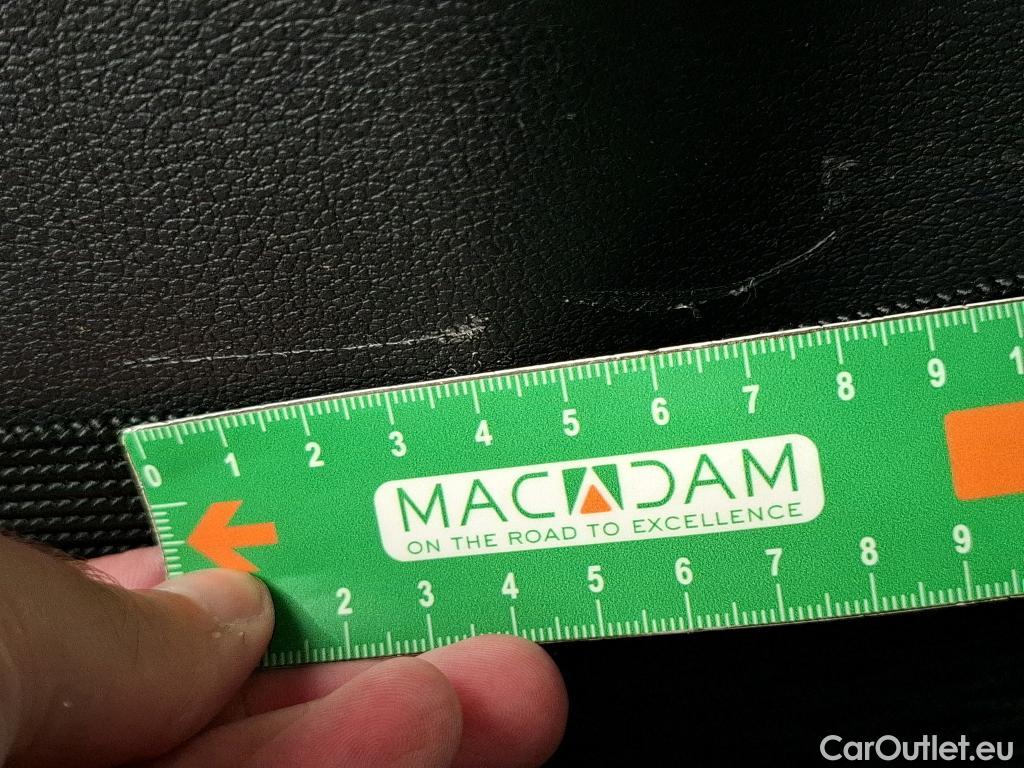 0 1 2 3 4 5 6 7 8 9
MACADAM
ON THE ROAD TO EXCELLENCE
2 3 4 5 6 7 8 9
CarOutlet.eu